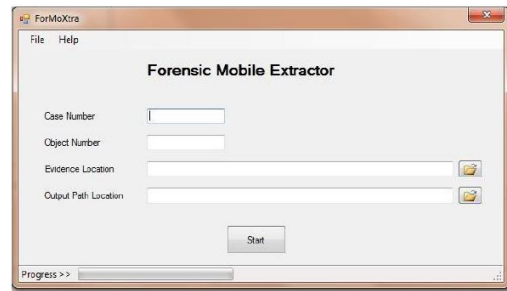 ForMoXtra
File Help
Forensic Mobile Extractor
Case Number
Object Number
Evidence Location
Output Path Location
Start
Progress >>